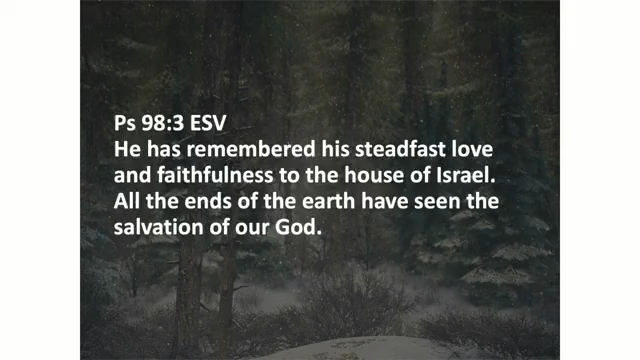 Ps 98:3 ESV
He has remembered his steadfast love
and faithfulness to the house of Israel.
All the ends of the earth have seen the
salvation of our God.